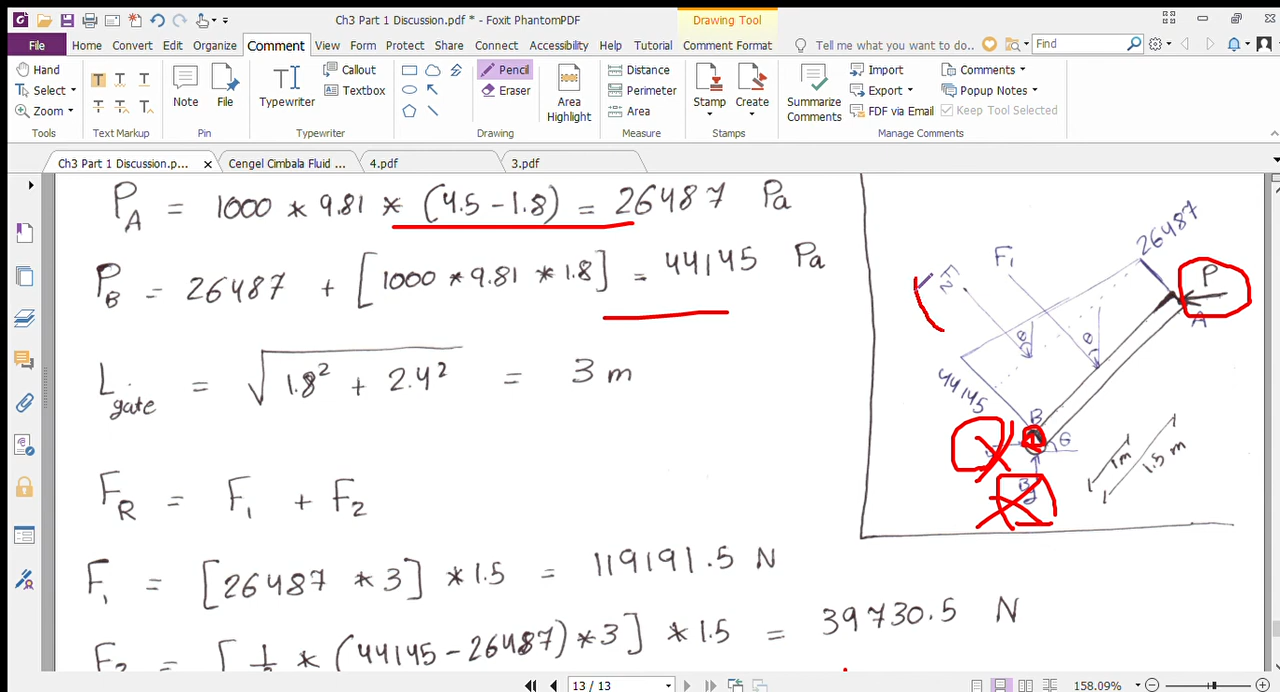 Ch3 Part 1 Discussion.pdf * - Foxit PhantomPDF
Drawing Tool
File Home Convert Edit Organize Comment View Form Protect Share Connect Accessibility Help Tutorial Comment Format Tell me what you want to do.. Find
Hand
Select
Zoom
Tools
Text Markup
Note
File
Pin
Typewriter
Callout
Textbox
Typewriter
Pencil
Eraser
Drawing
Area Highlight
Distance
Perimeter
Area
Measure
Stamp
Create
Stamps
Summarize Comments
Import
Export
FDF via Email
Comments
Popup Notes
Keep Tool Selected
Manage Comments
Ch3 Part 1 Discussion.p... × Cengel Cimbala Fluid ... 4.pdf 3.pdf
P_A = 1000 * 9.81 * (4.5 - 1.8) = 26487 Pa
P_B = 26487 + [1000 * 9.81 * 1.8] = 44145 Pa
L_gate = √1.8² + 2.4² = 3 m
F_R = F_1 + F_2
F_1 = [26487 * 3] * 1.5 = 119191.5 N
F_2 = [1/2 * (44145 - 26487) * 3] * 1.5 = 39730.5 N
26487
P
A
F_1
F_2
θ
θ
44145
B
θ
B_y
1m
1.5 m
13 / 13
158.09%